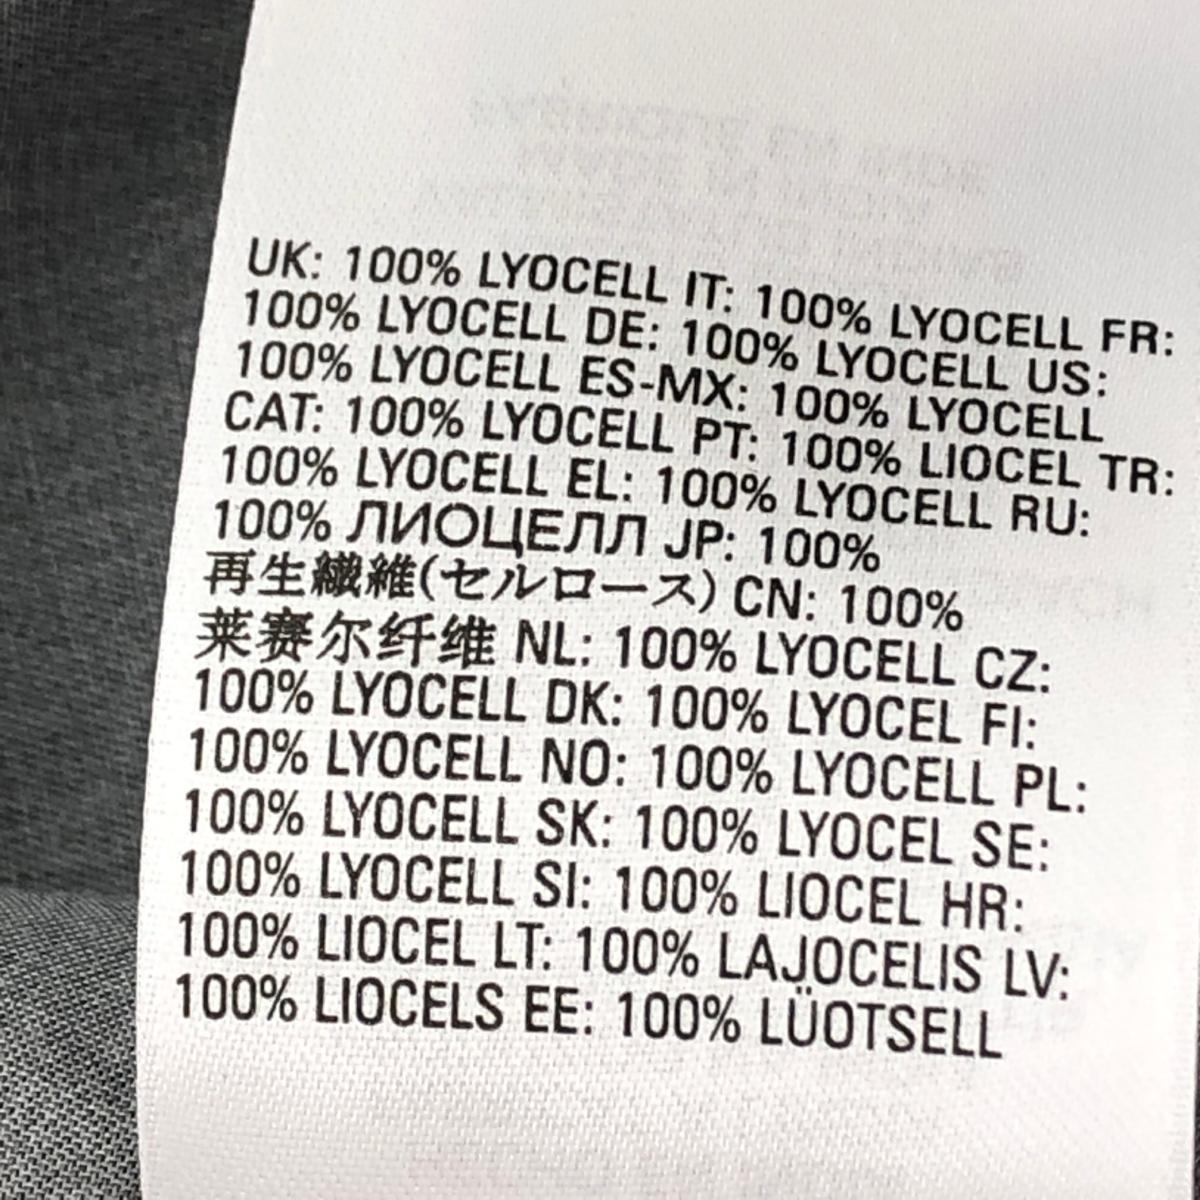 UK: 100% LYOCELL IT: 100% LYOCELL FR:
100% LYOCELL DE: 100% LYOCELL US:
100% LYOCELL ES-MX: 100% LYOCELL
CAT: 100% LYOCELL PT: 100% LIOCEL TR:
100% LYOCELL EL: 100% LYOCELL RU:
100% ЛИОЦЕЛЛ JP: 100%
再生繊維(セルロース) CN: 100%
莱赛尔纤维 NL: 100% LYOCELL CZ:
100% LYOCELL DK: 100% LYOCEL FI:
100% LYOCELL NO: 100% LYOCELL PL:
100% LYOCELL SK: 100% LYOCEL SE:
100% LYOCELL SI: 100% LIOCEL HR:
100% LIOCEL LT: 100% LAJOCELIS LV:
100% LIOCELS EE: 100% LÜOTSELL